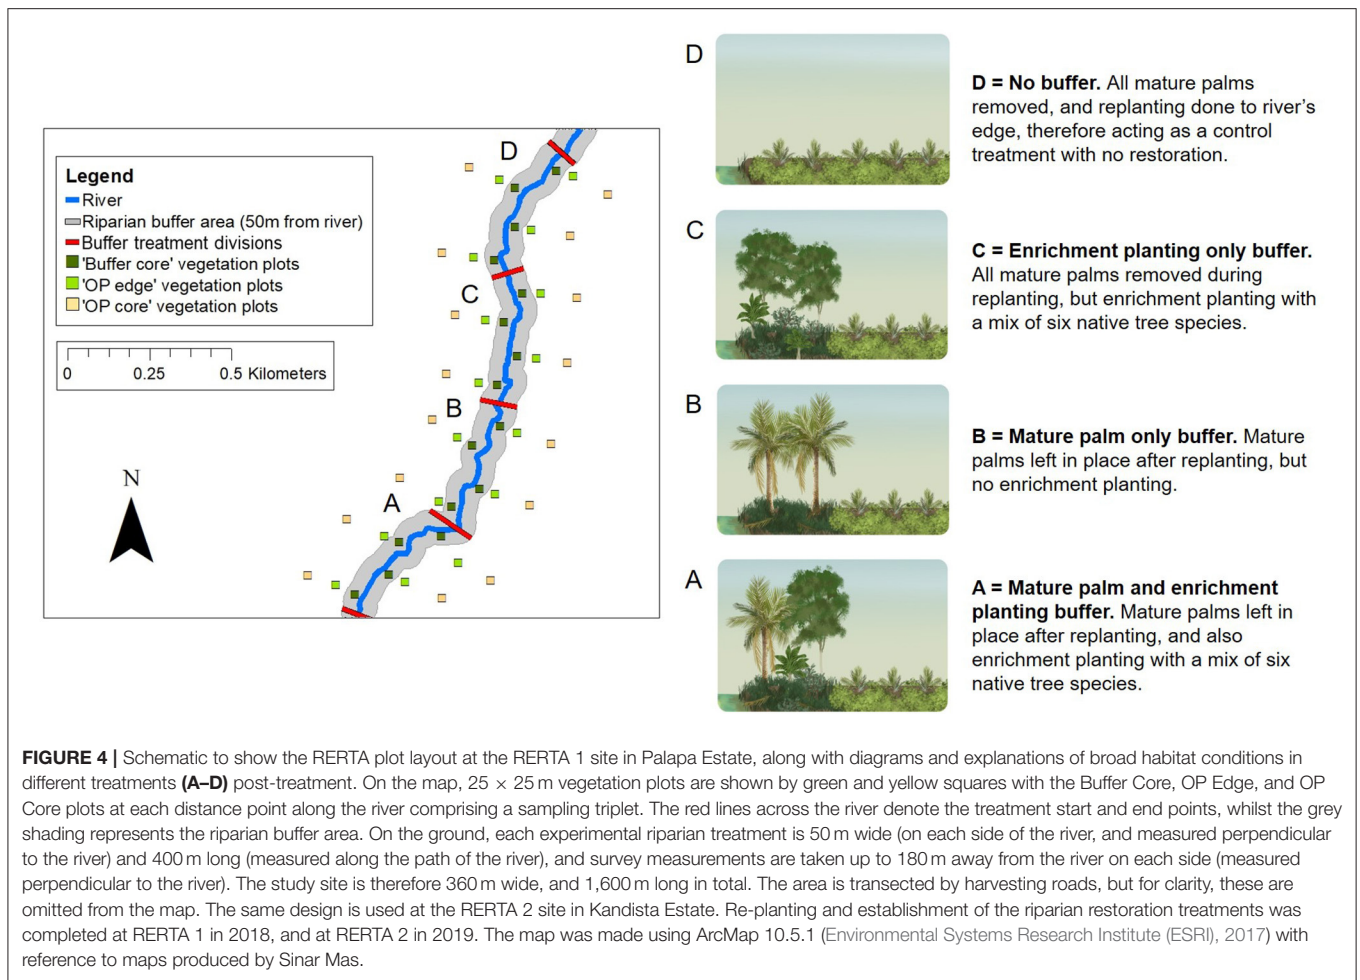 Legend
River
Riparian buffer area (50m from river)
Buffer treatment divisions
'Buffer core' vegetation plots
'OP edge' vegetation plots
'OP core' vegetation plots
0 0.25 0.5 Kilometers
N
D
C
B
A
D
D = No buffer. All mature palms
removed, and replanting done to river's
edge, therefore acting as a control
treatment with no restoration.
C
C = Enrichment planting only buffer.
All mature palms removed during
replanting, but enrichment planting with
a mix of six native tree species.
B
B = Mature palm only buffer. Mature
palms left in place after replanting, but
no enrichment planting.
A
A = Mature palm and enrichment
planting buffer. Mature palms left in
place after replanting, and also
enrichment planting with a mix of six
native tree species.
FIGURE 4 | Schematic to show the RERTA plot layout at the RERTA 1 site in Palapa Estate, along with diagrams and explanations of broad habitat conditions in
different treatments (A–D) post-treatment. On the map, 25 × 25 m vegetation plots are shown by green and yellow squares with the Buffer Core, OP Edge, and OP
Core plots at each distance point along the river comprising a sampling triplet. The red lines across the river denote the treatment start and end points, whilst the grey
shading represents the riparian buffer area. On the ground, each experimental riparian treatment is 50 m wide (on each side of the river, and measured perpendicular
to the river) and 400 m long (measured along the path of the river), and survey measurements are taken up to 180 m away from the river on each side (measured
perpendicular to the river). The study site is therefore 360 m wide, and 1,600 m long in total. The area is transected by harvesting roads, but for clarity, these are
omitted from the map. The same design is used at the RERTA 2 site in Kandista Estate. Re-planting and establishment of the riparian restoration treatments was
completed at RERTA 1 in 2018, and at RERTA 2 in 2019. The map was made using ArcMap 10.5.1 (Environmental Systems Research Institute (ESRI), 2017) with
reference to maps produced by Sinar Mas.